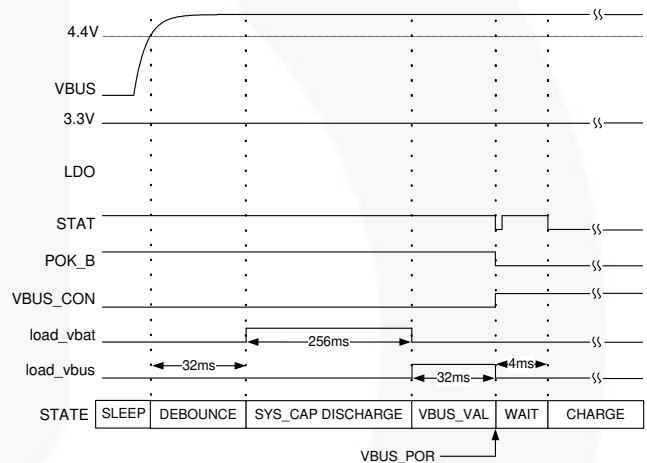 4.4V
VBUS
3.3V
LDO
STAT
POK_B
VBUS_CON
load_vbat
256ms
load_vbus
32ms
32ms
4ms
STATE SLEEP DEBOUNCE SYS_CAP DISCHARGE VBUS_VAL WAIT CHARGE
VBUS_POR